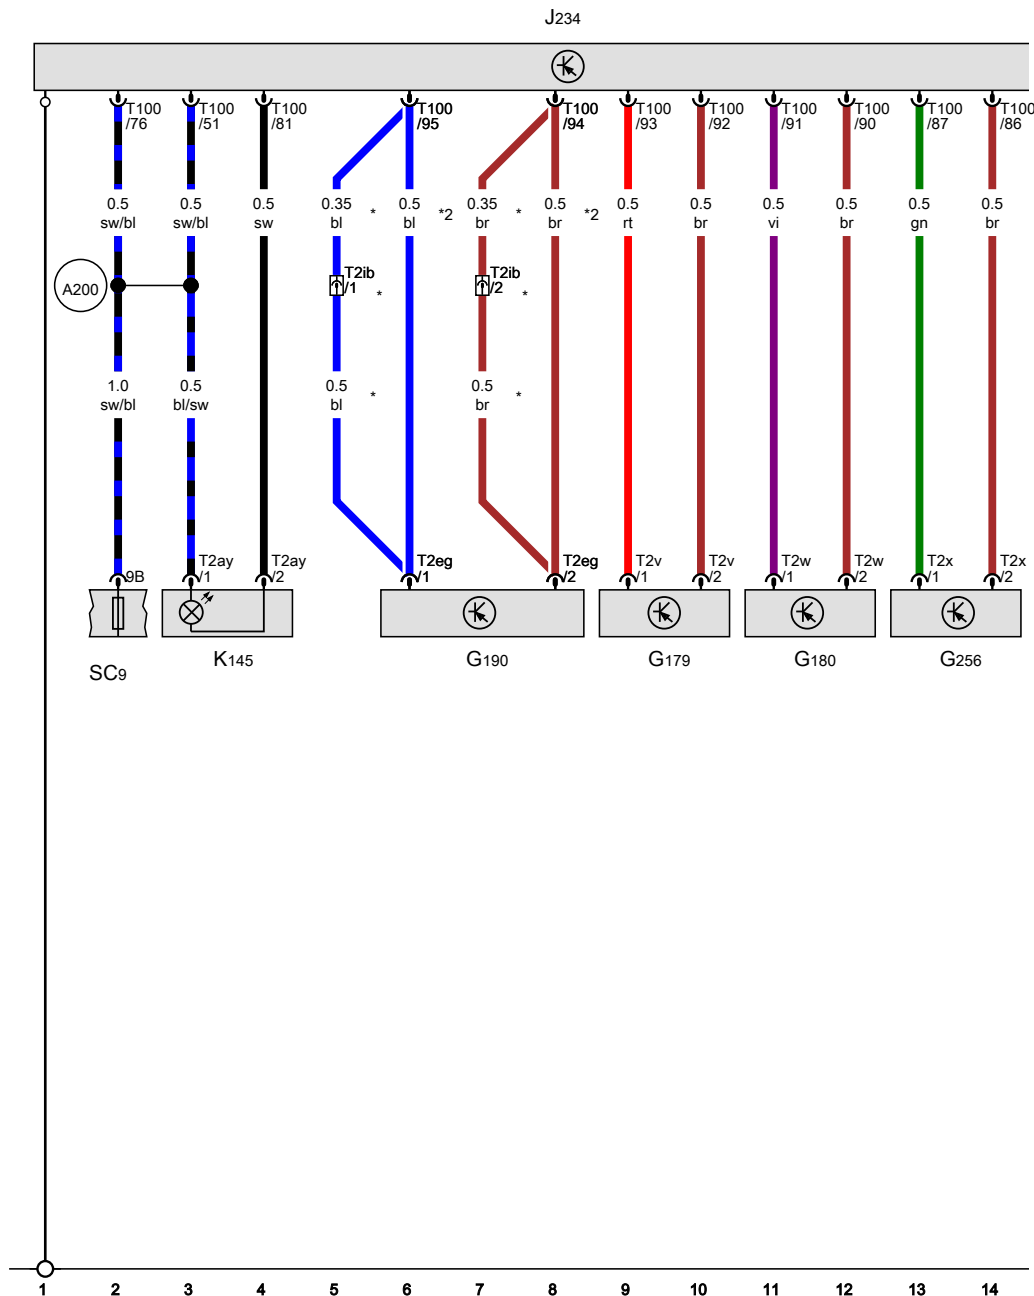 J234
T100 T100 T100 T100 T100 T100 T100 T100 T100 T100 T100
/76 /51 /81 /95 /94 /93 /92 /91 /90 /87 /86
0.5 0.5 0.5 0.35 0.5 0.35 0.5 0.5 0.5 0.5 0.5 0.5 0.5
sw/bl sw/bl sw bl * bl *2 br * br *2 rt br vi br gn br
A200
T2ib T2ib
/1 * /2 *
1.0 0.5 0.5 0.5
sw/bl bl/sw bl * br *
9B T2ay T2ay T2eg T2eg T2v T2v T2w T2w T2x T2x
/1 /2 /1 /2 /1 /2 /1 /2 /1 /2
SC9 K145 G190 G179 G180 G256
1 2 3 4 5 6 7 8 9 10 11 12 13 14